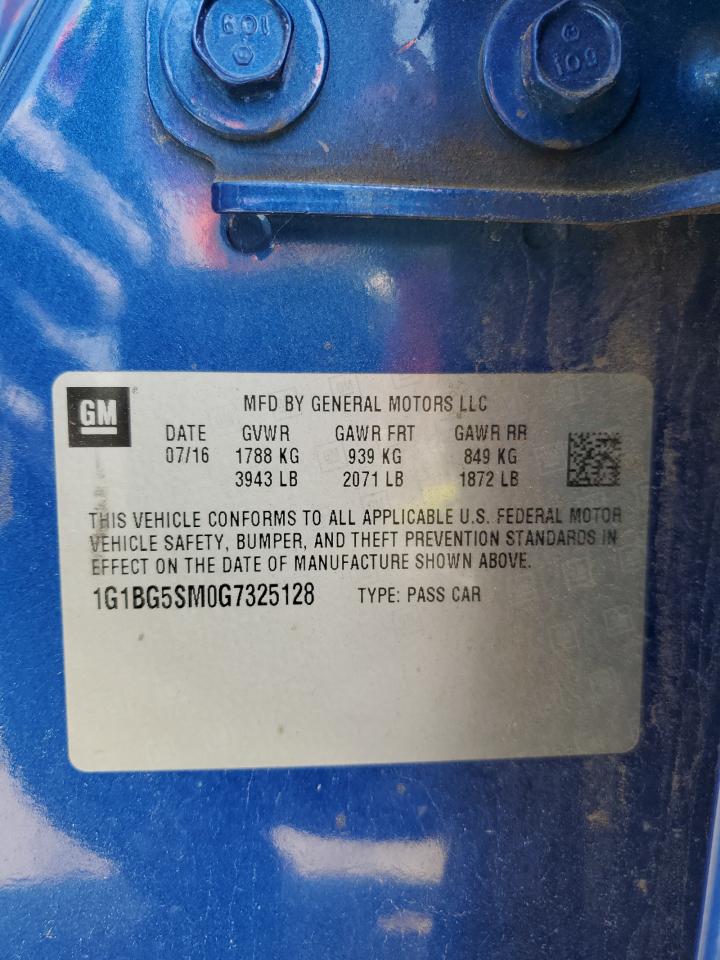 109
100
GM
MFD BY GENERAL MOTORS LLC
DATE GVWR GAWR FRT GAWR RR
07/16 1788 KG 939 KG 849 KG
3943 LB 2071 LB 1872 LB
THIS VEHICLE CONFORMS TO ALL APPLICABLE U.S. FEDERAL MOTOR
VEHICLE SAFETY, BUMPER, AND THEFT PREVENTION STANDARDS IN
EFFECT ON THE DATE OF MANUFACTURE SHOWN ABOVE.
1G1BG5SM0G7325128 TYPE: PASS CAR